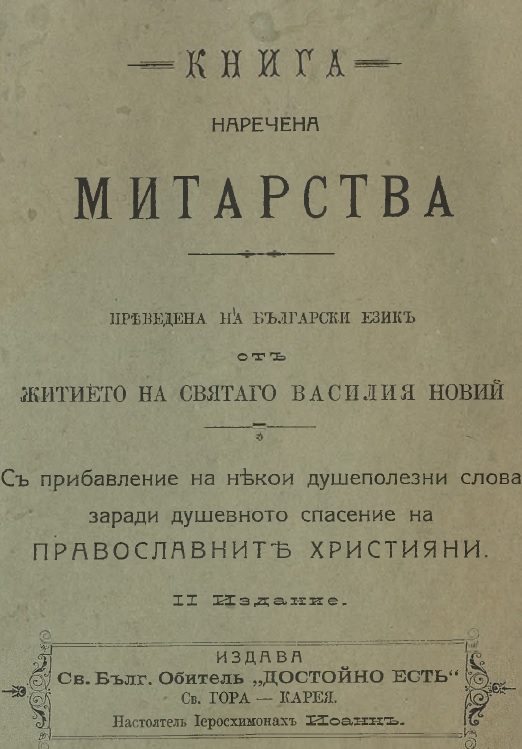 КНИГА
НАРЕЧЕНА
МИТАРСТВА
ПРѢВЕДЕНА НА БЪЛГАРСКИ ЕЗИКЪ
ОТЪ
ЖИТИЕТО НА СВЯТАГО ВАСИЛИЯ НОВИЙ
Съ прибавление на нѣкои душеполезни слова
заради душевното спасение на
ПРАВОСЛАВНИТѢ ХРИСТИЯНИ.
II Издание.
ИЗДАВА
Св. Бълг. Обитель „ДОСТОЙНО ЕСТЬ“
Св. ГОРА — КАРЕЯ.
Настоятель Іеросхимонахъ Иоаннъ.